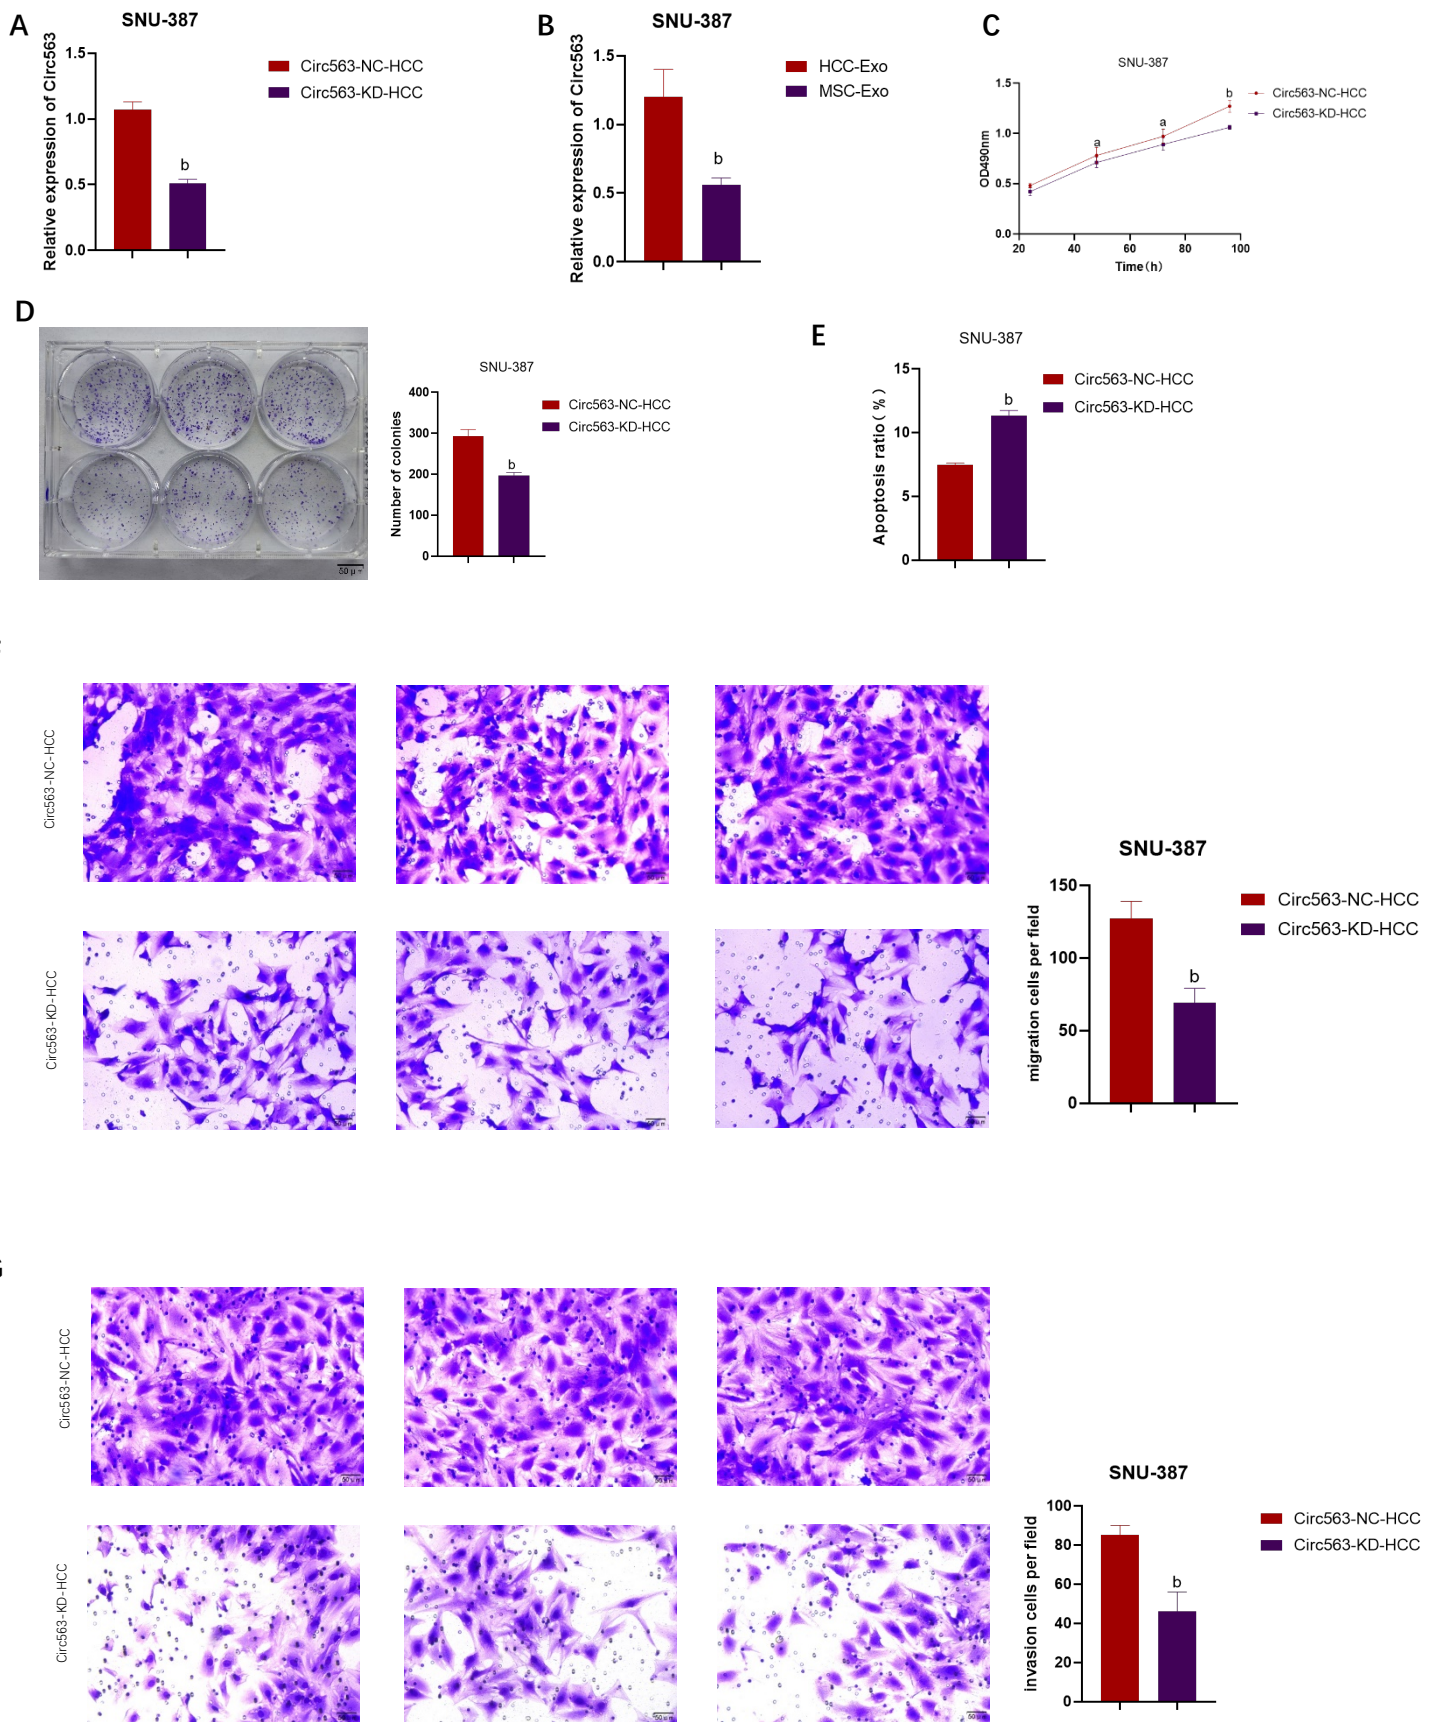 A
SNU-387
Relative expression of Circ563
1.5
1.0
0.5
0.0
b
Circ563-NC-HCC
Circ563-KD-HCC
B
SNU-387
Relative expression of Circ563
1.5
1.0
0.5
0.0
b
HCC-Exo
MSC-Exo
C
SNU-387
OD490nm
1.5
1.0
0.5
0.0
a
a
b
20
40
60
80
100
Time(h)
Circ563-NC-HCC
Circ563-KD-HCC
D
50 μm
SNU-387
Number of colonies
400
300
200
100
0
b
Circ563-NC-HCC
Circ563-KD-HCC
E
SNU-387
Apoptosis ratio(%)
15
10
5
0
b
Circ563-NC-HCC
Circ563-KD-HCC
Circ563-NC-HCC
Circ563-KD-HCC
SNU-387
migration cells per field
150
100
50
0
b
Circ563-NC-HCC
Circ563-KD-HCC
Circ563-NC-HCC
Circ563-KD-HCC
SNU-387
invasion cells per field
100
80
60
40
20
0
b
Circ563-NC-HCC
Circ563-KD-HCC